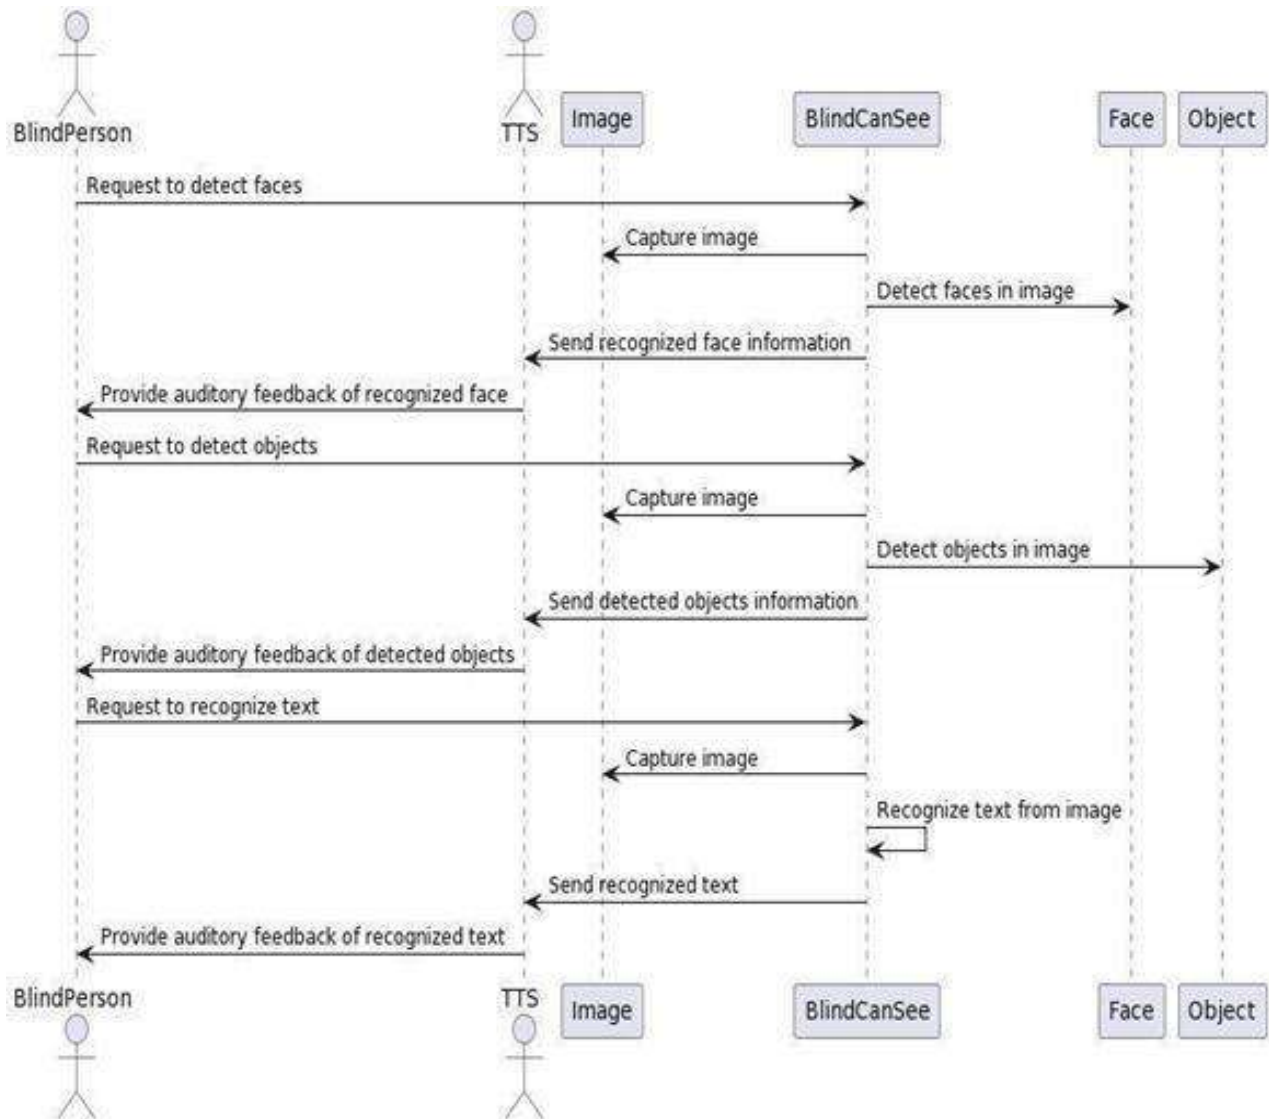 BlindPerson
TTS
Image
BlindCanSee
Face
Object
Request to detect faces
Capture image
Detect faces in image
Send recognized face information
Provide auditory feedback of recognized face
Request to detect objects
Capture image
Detect objects in image
Send detected objects information
Provide auditory feedback of detected objects
Request to recognize text
Capture image
Recognize text from image
Send recognized text
Provide auditory feedback of recognized text
BlindPerson
TTS
Image
BlindCanSee
Face
Object